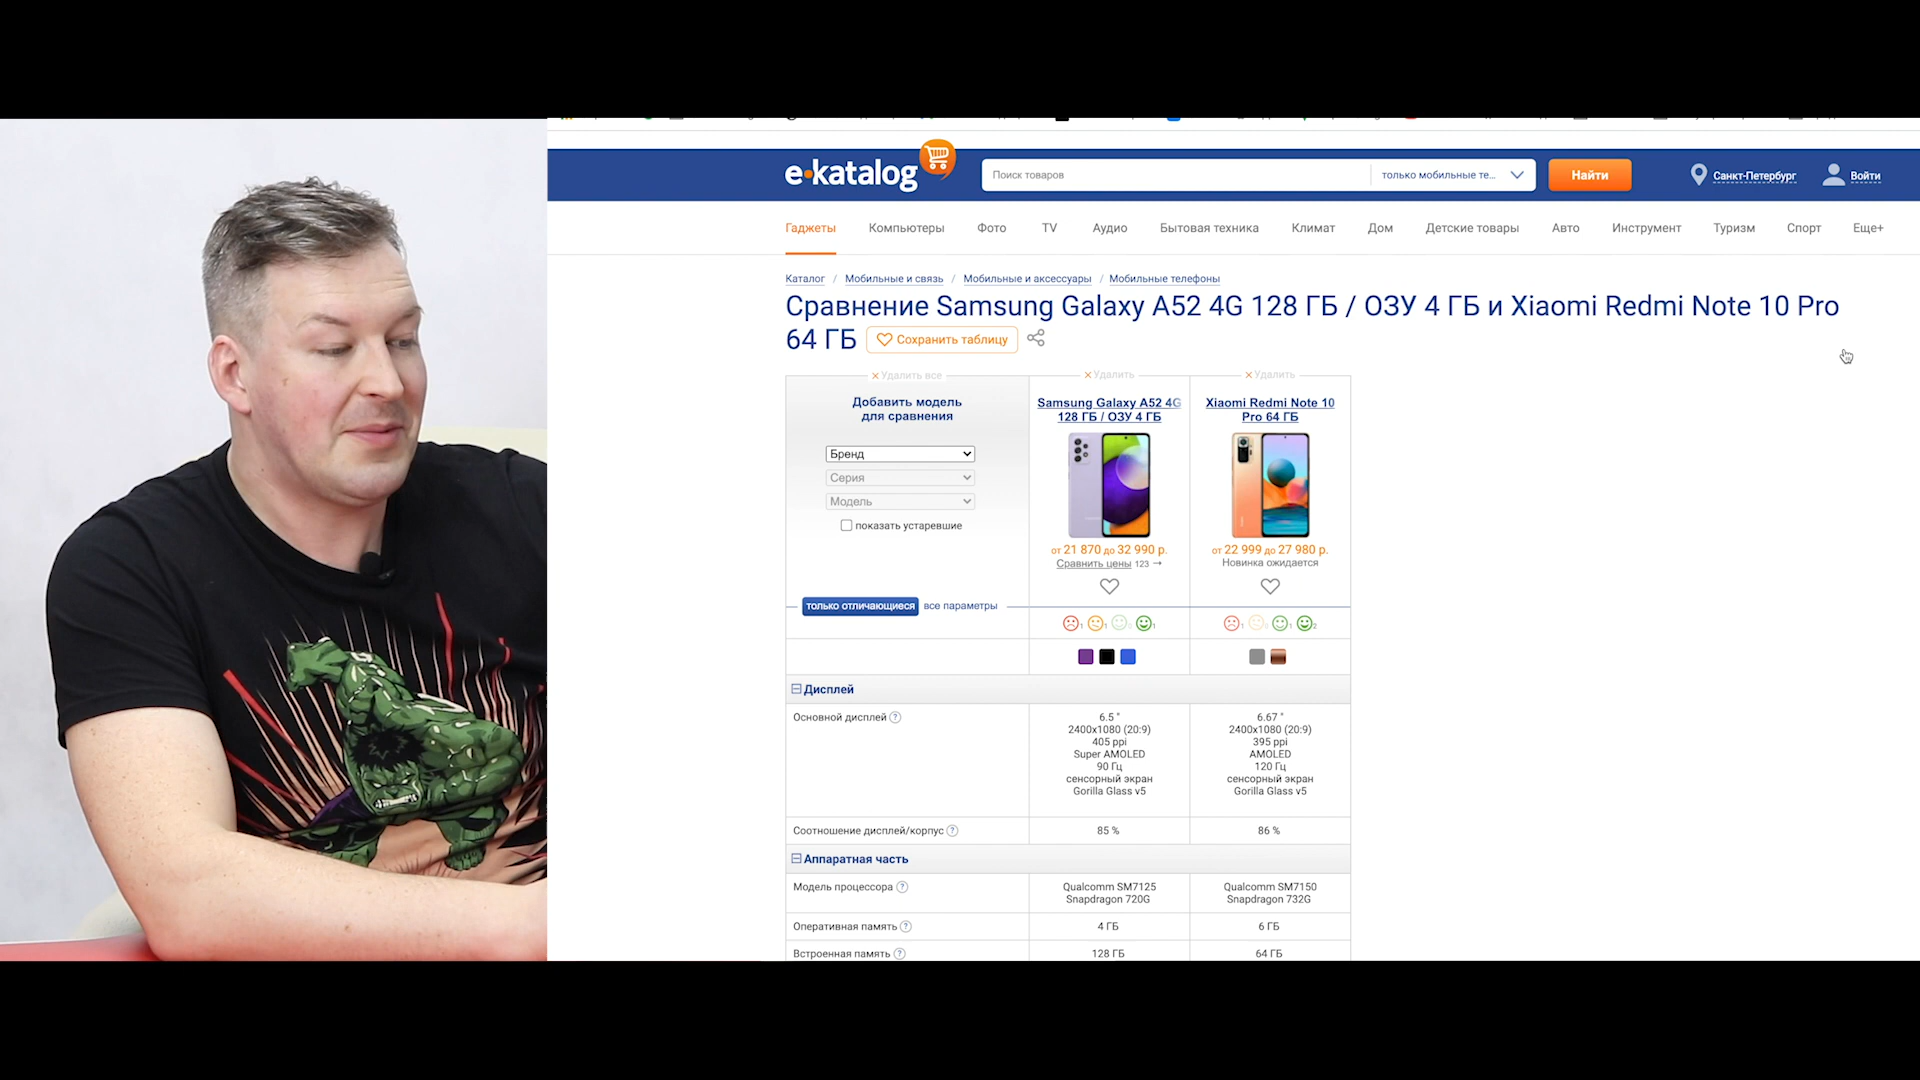 e-katalog
Поиск товаров
только мобильные те...
Найти
Санкт-Петербург
Войти
Гаджеты Компьютеры Фото TV Аудио Бытовая техника Климат Дом Детские товары Авто Инструмент Туризм Спорт Еще+
Каталог / Мобильные и связь / Мобильные и аксессуары / Мобильные телефоны
Сравнение Samsung Galaxy A52 4G 128 ГБ / ОЗУ 4 ГБ и Xiaomi Redmi Note 10 Pro
64 ГБ
Сохранить таблицу
Удалить все
Удалить
Удалить
Добавить модель
для сравнения
Бренд
Серия
Модель
показать устаревшие
Samsung Galaxy A52 4G
128 ГБ / ОЗУ 4 ГБ
от 21 870 до 32 990 р.
Сравнить цены 123 →
Xiaomi Redmi Note 10
Pro 64 ГБ
от 22 999 до 27 980 р.
Новинка ожидается
только отличающиеся все параметры
Дисплей
Основной дисплей
6.5 "
2400x1080 (20:9)
405 ppi
Super AMOLED
90 Гц
сенсорный экран
Gorilla Glass v5
6.67 "
2400x1080 (20:9)
395 ppi
AMOLED
120 Гц
сенсорный экран
Gorilla Glass v5
Соотношение дисплей/корпус 85 % 86 %
Аппаратная часть
Модель процессора
Qualcomm SM7125
Snapdragon 720G
Qualcomm SM7150
Snapdragon 732G
Оперативная память 4 ГБ 6 ГБ
Встроенная память 128 ГБ 64 ГБ